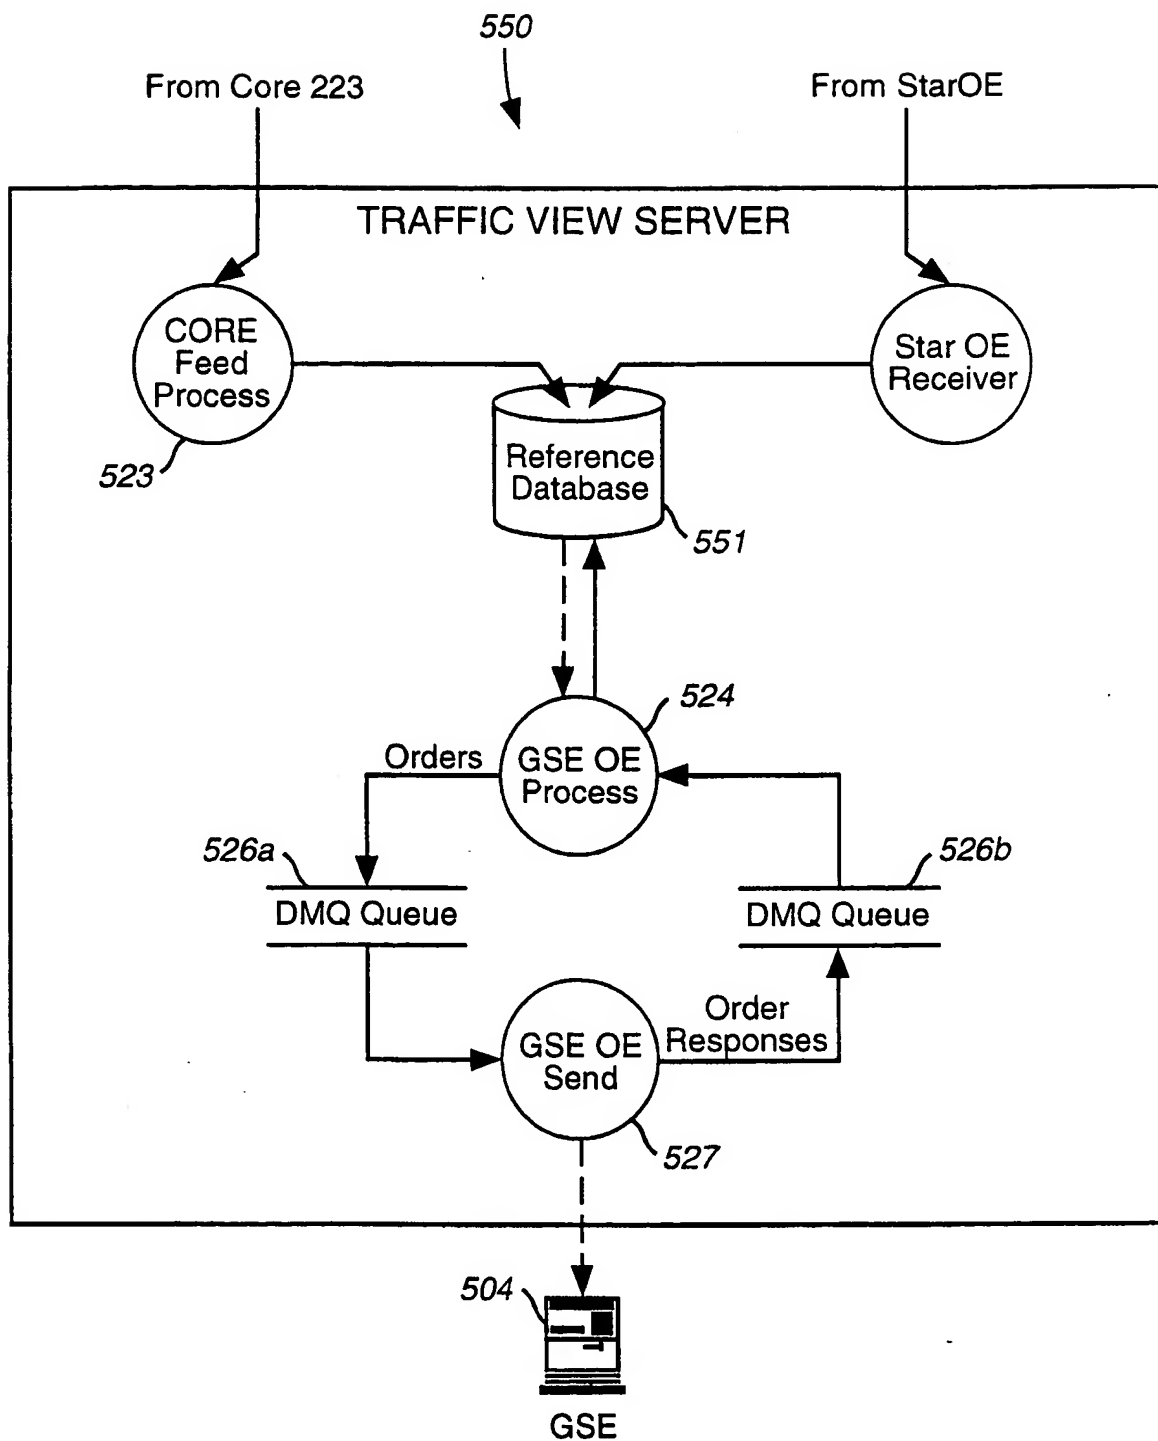 550
From Core 223
From StarOE
TRAFFIC VIEW SERVER
CORE
Feed
Process
Star OE
Receiver
523
Reference
Database
551
524
Orders
GSE OE
Process
526a
526b
DMQ Queue
DMQ Queue
Order
Responses
GSE OE
Send
527
504
GSE